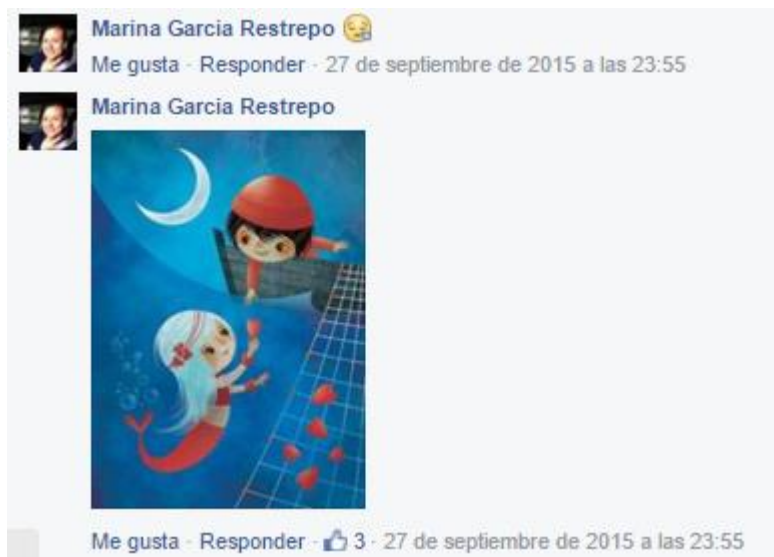 Marina Garcia Restrepo
Me gusta · Responder · 27 de septiembre de 2015 a las 23:55
Marina Garcia Restrepo
Me gusta · Responder · 3 · 27 de septiembre de 2015 a las 23:55